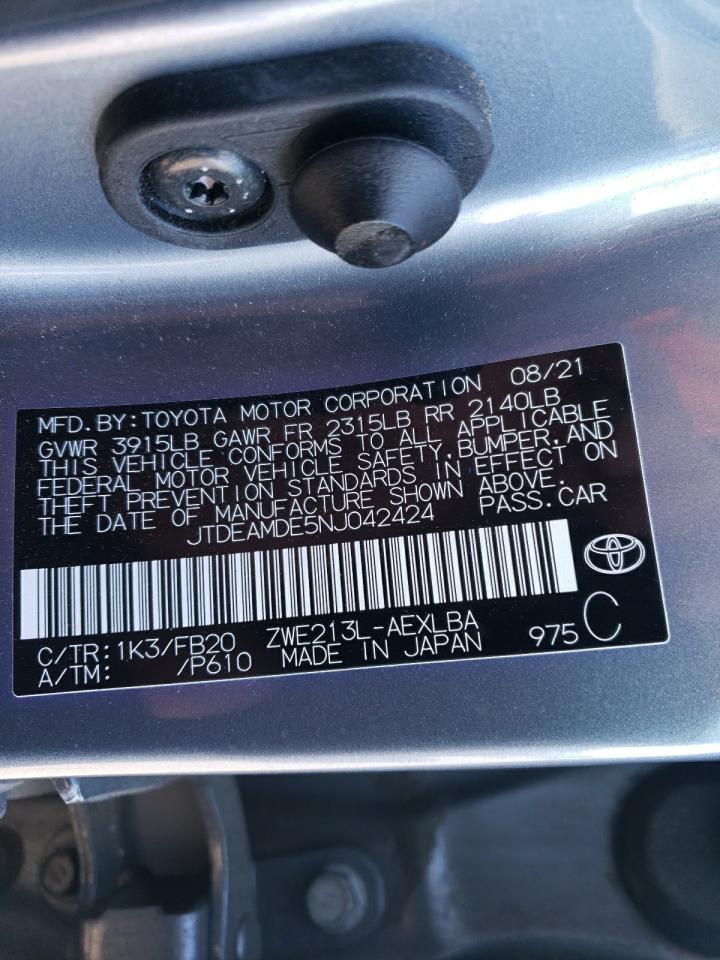 MFD.BY:TOYOTA MOTOR CORPORATION 08/21
GVWR 3915LB GAWR FR 2315LB RR 2140LB
THIS VEHICLE CONFORMS TO ALL APPLICABLE
FEDERAL MOTOR VEHICLE SAFETY,BUMPER,AND
THEFT PREVENTION STANDARDS IN EFFECT ON
THE DATE OF MANUFACTURE SHOWN ABOVE.
JTDEAMDE5NJ042424 PASS.CAR
C/TR:1K3/FB20 ZWE213L-AEXLBA 975 C
A/TM: /P610 MADE IN JAPAN